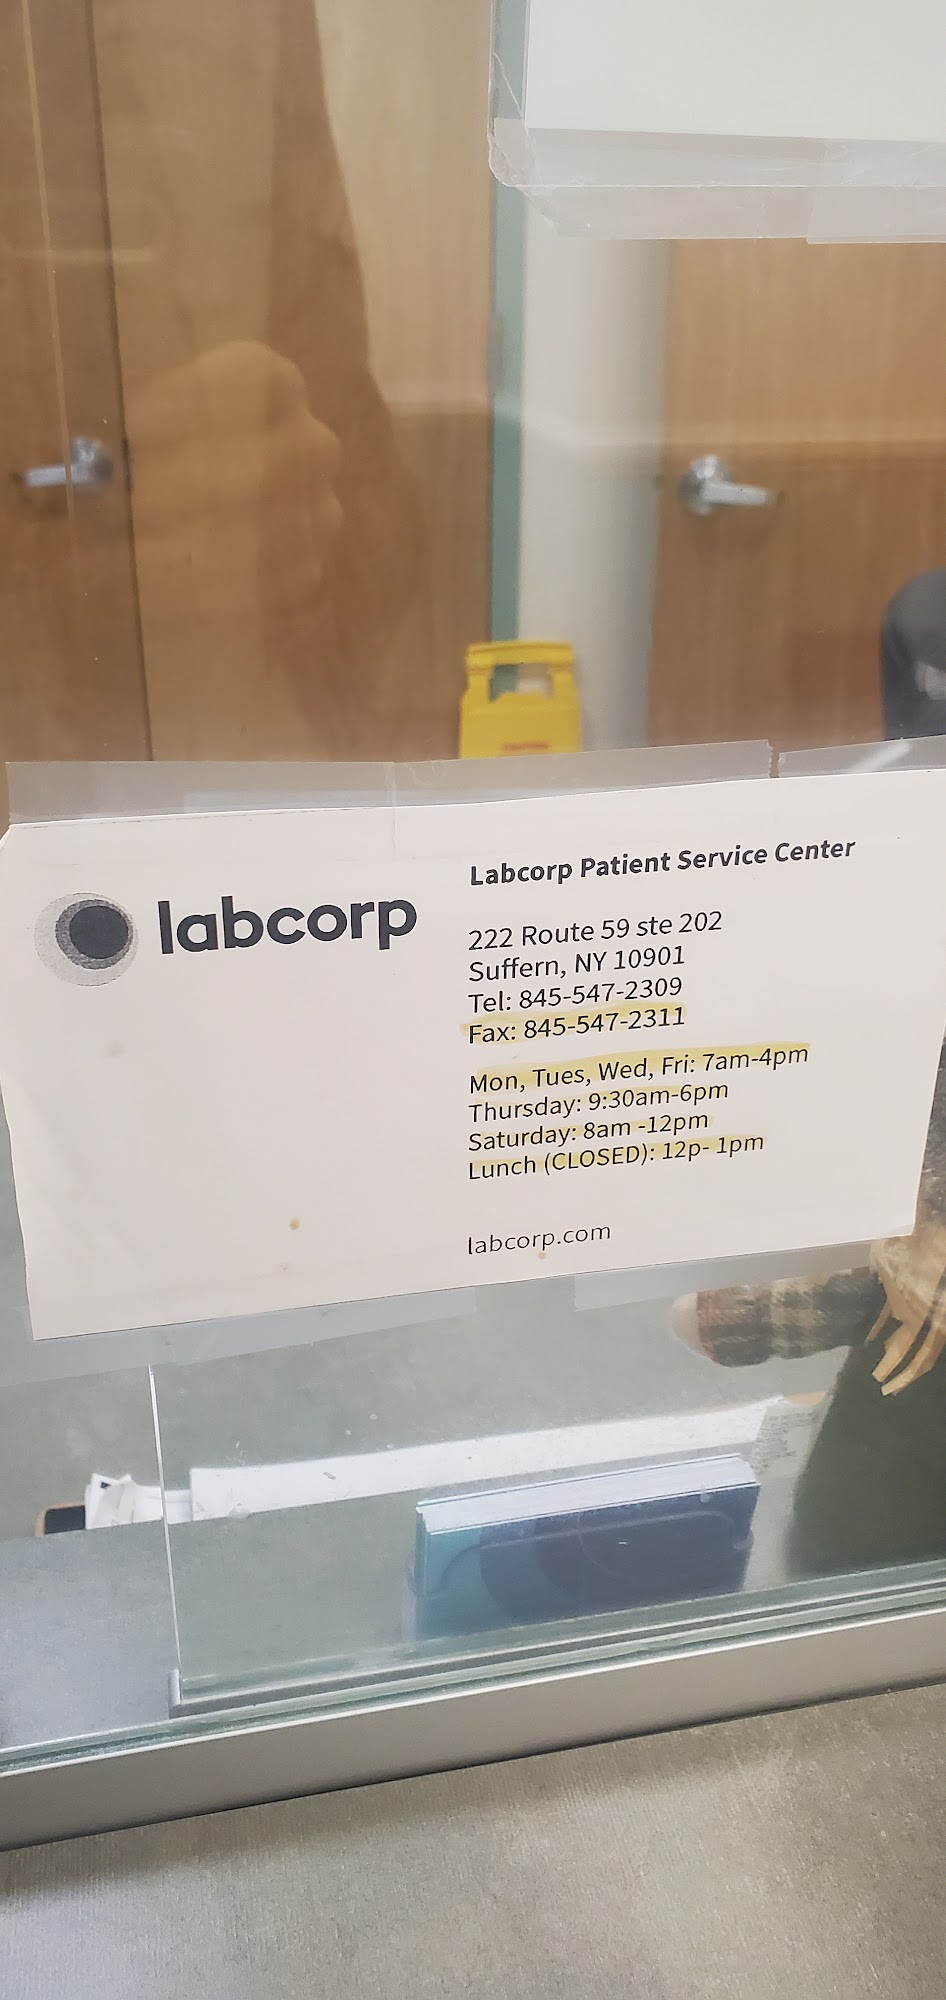 labcorp
Labcorp Patient Service Center
222 Route 59 ste 202
Suffern, NY 10901
Tel: 845-547-2309
Fax: 845-547-2311
Mon, Tues, Wed, Fri: 7am-4pm
Thursday: 9:30am-6pm
Saturday: 8am -12pm
Lunch (CLOSED): 12p- 1pm
labcorp.com